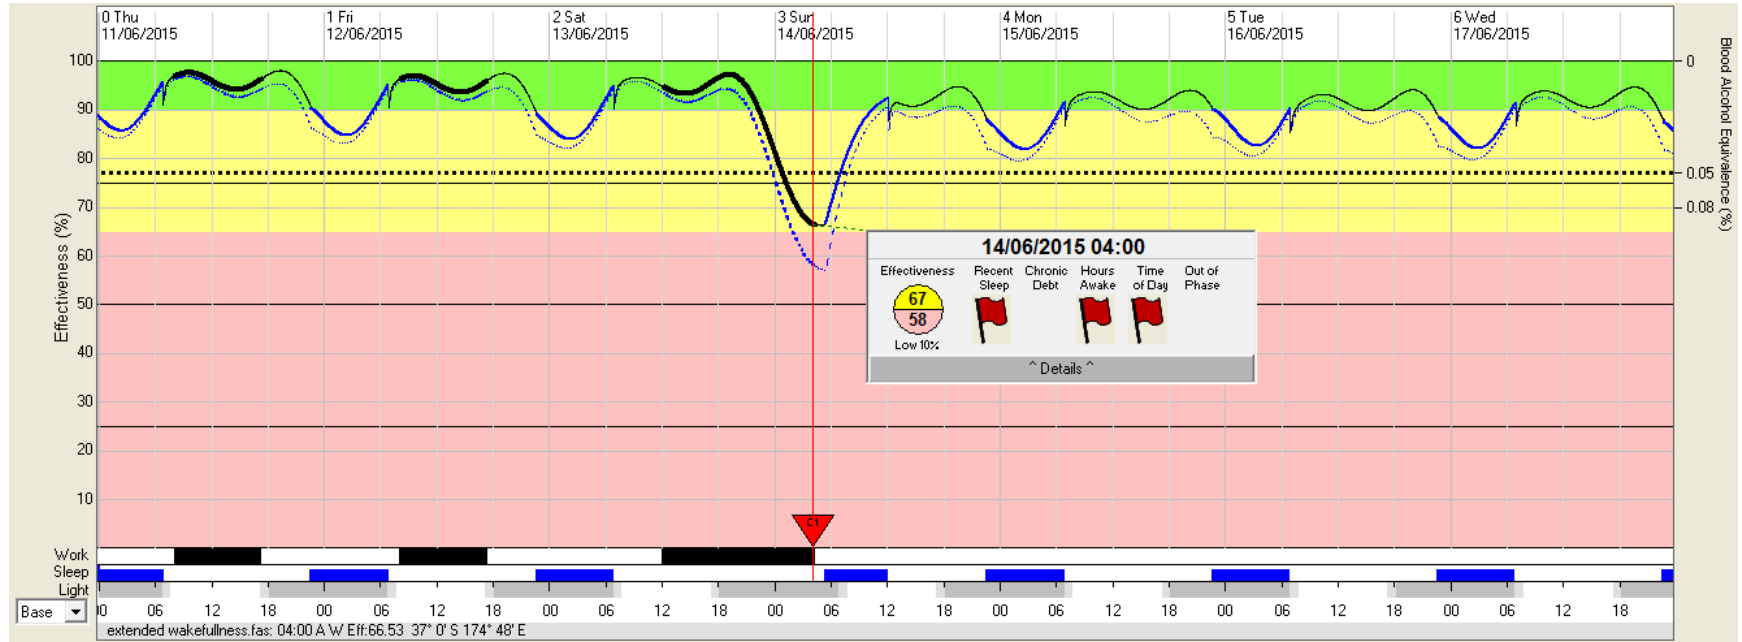 0 Thu 1 Fri 2 Sat 3 Sun 4 Mon 5 Tue 6 Wed
11/06/2015 12/06/2015 13/06/2015 14/06/2015 15/06/2015 16/06/2015 17/06/2015
Effectiveness (%)
100
90
80
70
60
50
40
30
20
10
0
0.05
0.08
Blood Alcohol Equivalence (%)
14/06/2015 04:00
Effectiveness Recent Sleep Chronic Debt Hours Awake Time of Day Out of Phase
67
58
Low 10%
^ Details ^
C1
Work
Sleep
Light
Base
00 06 12 18 00 06 12 18 00 06 12 18 00 06 12 18 00 06 12 18 00 06 12 18 00 06 12 18
extended wakefullness.fas: 04:00 A W Eff:66.53 37° 0' S 174° 48' E